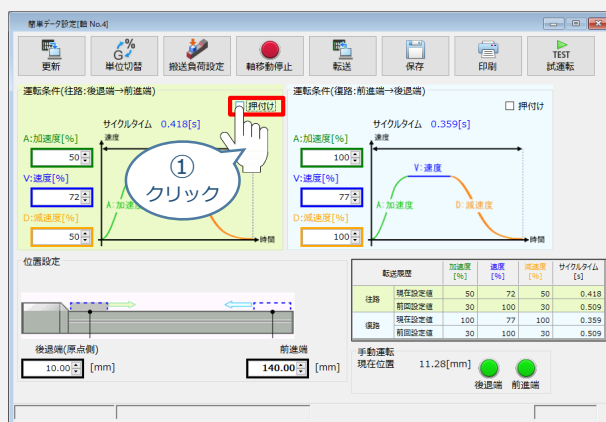 簡単データ設定[軸 No.4]
更新
単位切替
搬送負荷設定
軸移動停止
転送
保存
印刷
TEST
試運転
運転条件(往路:後退端→前進端)
押付け
サイクルタイム 0.418[s]
A:加速度[%]
50
V:速度[%]
72
D:減速度[%]
50
速度
A:加速度
時間
①
クリック
運転条件(復路:前進端→後退端)
押付け
サイクルタイム 0.359[s]
A:加速度[%]
100
V:速度[%]
77
D:減速度[%]
100
速度
V:速度
A:加速度
D:減速度
時間
位置設定
後退端(原点側)
10.00 [mm]
前進端
140.00 [mm]
転送履歴 加速度[%] 速度[%] 減速度[%] サイクルタイム[s]
往路 現在設定値 50 72 50 0.418
前回設定値 30 100 30 0.509
復路 現在設定値 100 77 100 0.359
前回設定値 30 100 30 0.509
手動運転
現在位置 11.28[mm]
後退端 前進端